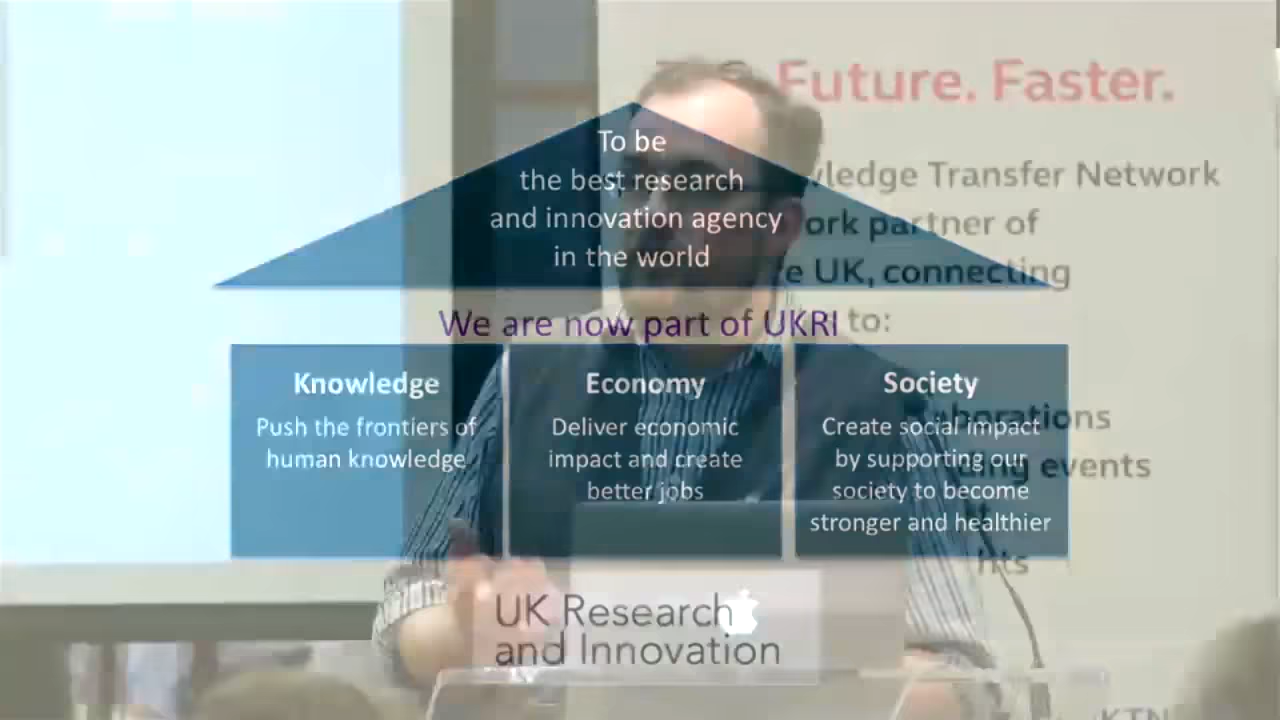 Future. Faster.
To be
the best research
and innovation agency
in the world
Transfer Network
partner of
UK, connecting
to:
We are now part of UKRI
Knowledge
Push the frontiers of
human knowledge
Economy
Deliver economic
impact and create
better jobs
Society
Create social impact
by supporting our
society to become
stronger and healthier
events
UK Research
and Innovation
KTN